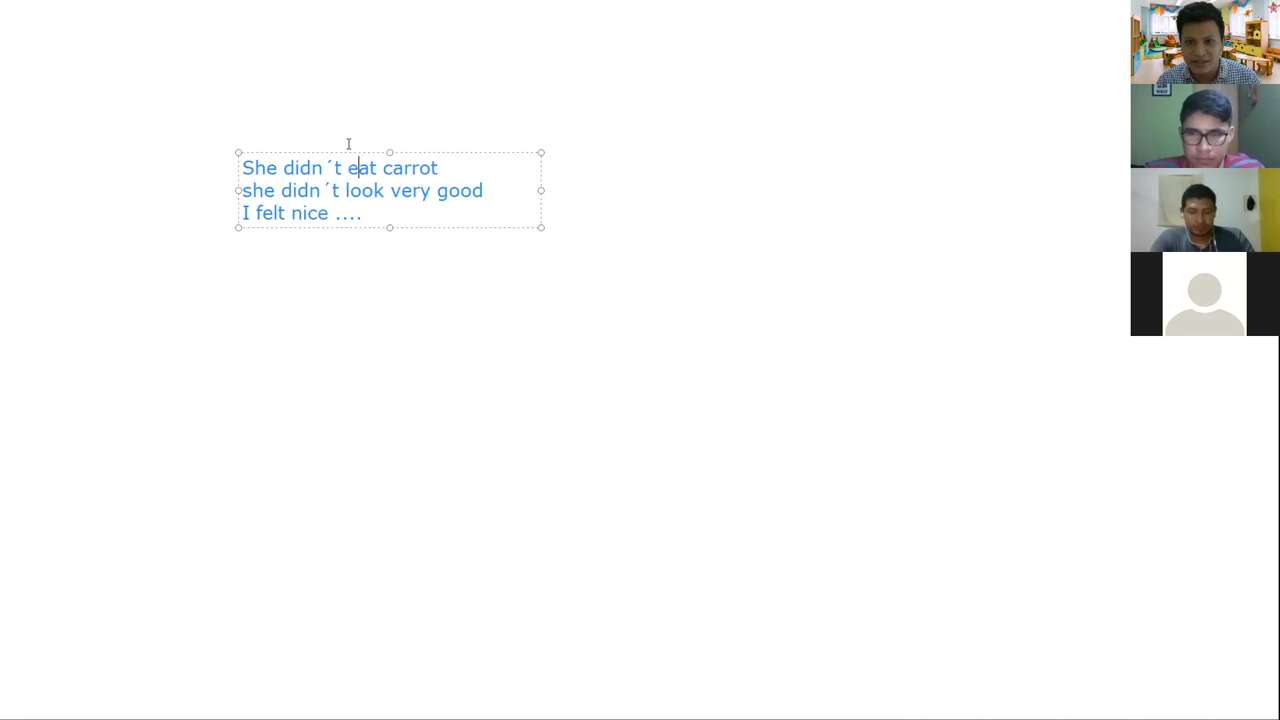 She didn´t eat carrot
she didn´t look very good
I felt nice ....